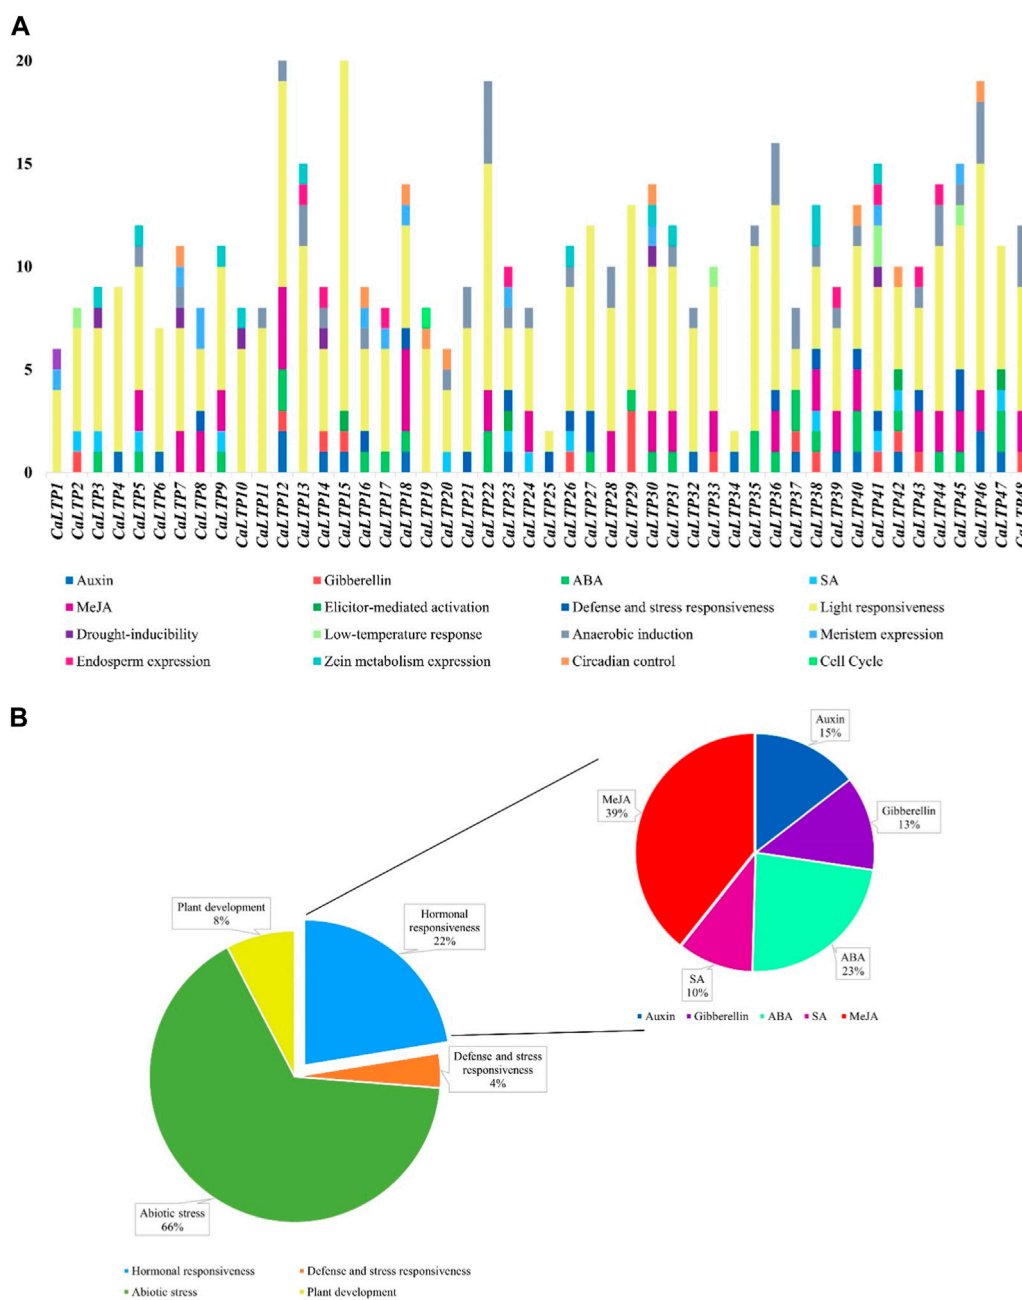 A
20
15
10
5
0
CaLTP1
CaLTP2
CaLTP3
CaLTP4
CaLTP5
CaLTP6
CaLTP7
CaLTP8
CaLTP9
CaLTP10
CaLTP11
CaLTP12
CaLTP13
CaLTP14
CaLTP15
CaLTP16
CaLTP17
CaLTP18
CaLTP19
CaLTP20
CaLTP21
CaLTP22
CaLTP23
CaLTP24
CaLTP25
CaLTP26
CaLTP27
CaLTP28
CaLTP29
CaLTP30
CaLTP31
CaLTP32
CaLTP33
CaLTP34
CaLTP35
CaLTP36
CaLTP37
CaLTP38
CaLTP39
CaLTP40
CaLTP41
CaLTP42
CaLTP43
CaLTP44
CaLTP45
CaLTP46
CaLTP47
CaLTP48
Auxin Gibberellin ABA SA
MeJA Elicitor-mediated activation Defense and stress responsiveness Light responsiveness
Drought-inducibility Low-temperature response Anaerobic induction Meristem expression
Endosperm expression Zein metabolism expression Circadian control Cell Cycle
B
Auxin
15%
MeJA
39%
Gibberellin
13%
ABA
23%
SA
10%
Auxin Gibberellin ABA SA MeJA
Plant development
8%
Hormonal
responsiveness
22%
Defense and stress
responsiveness
4%
Abiotic stress
66%
Hormonal responsiveness Defense and stress responsiveness
Abiotic stress Plant development